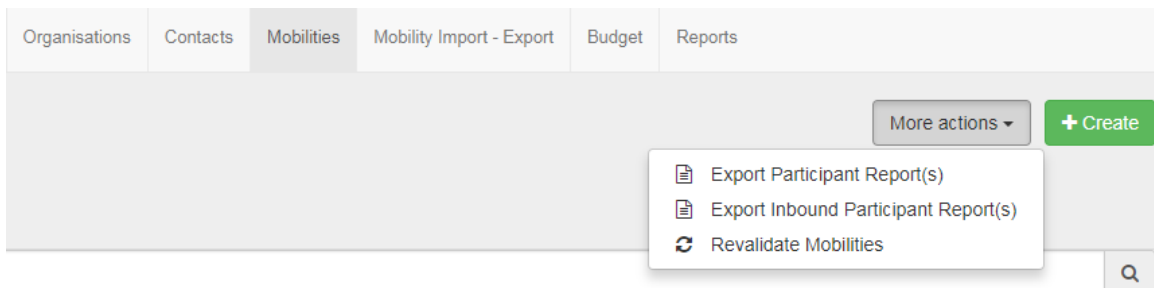 Organisations Contacts Mobilities Mobility Import - Export Budget Reports
More actions + Create
Export Participant Report(s)
Export Inbound Participant Report(s)
Revalidate Mobilities